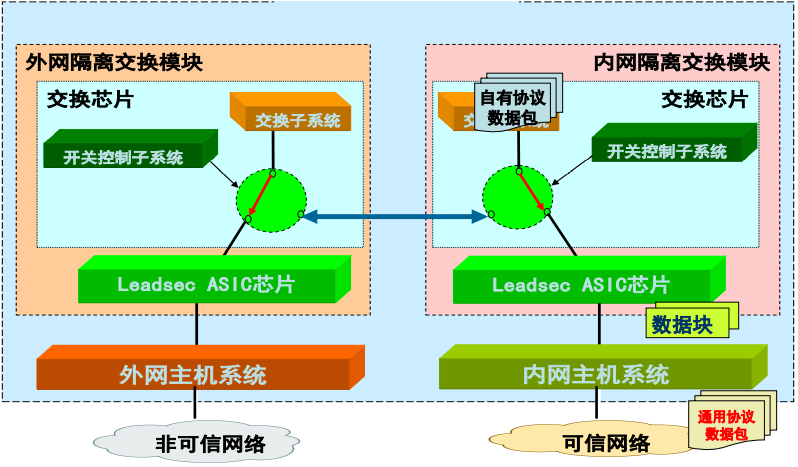 外网隔离交换模块
交换芯片
交换子系统
开关控制子系统
Leadsec ASIC芯片
外网主机系统
非可信网络
内网隔离交换模块
交换芯片
自有协议
数据包
交
统
开关控制子系统
Leadsec ASIC芯片
数据块
内网主机系统
通用协议
数据包
可信网络